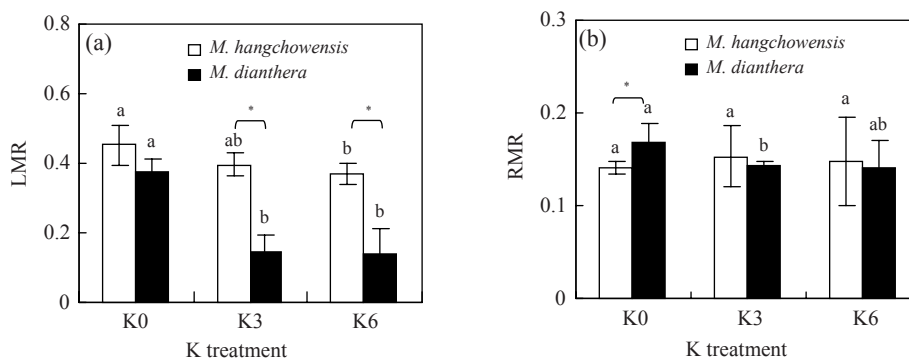 (a)
M. hangchowensis
M. dianthera
LMR
0.8
0.6
0.4
0.2
0
a
a
ab
*
b
b
*
b
K0
K3
K6
K treatment
(b)
M. hangchowensis
M. dianthera
RMR
0.3
0.2
0.1
0
*
a
a
a
b
a
ab
K0
K3
K6
K treatment